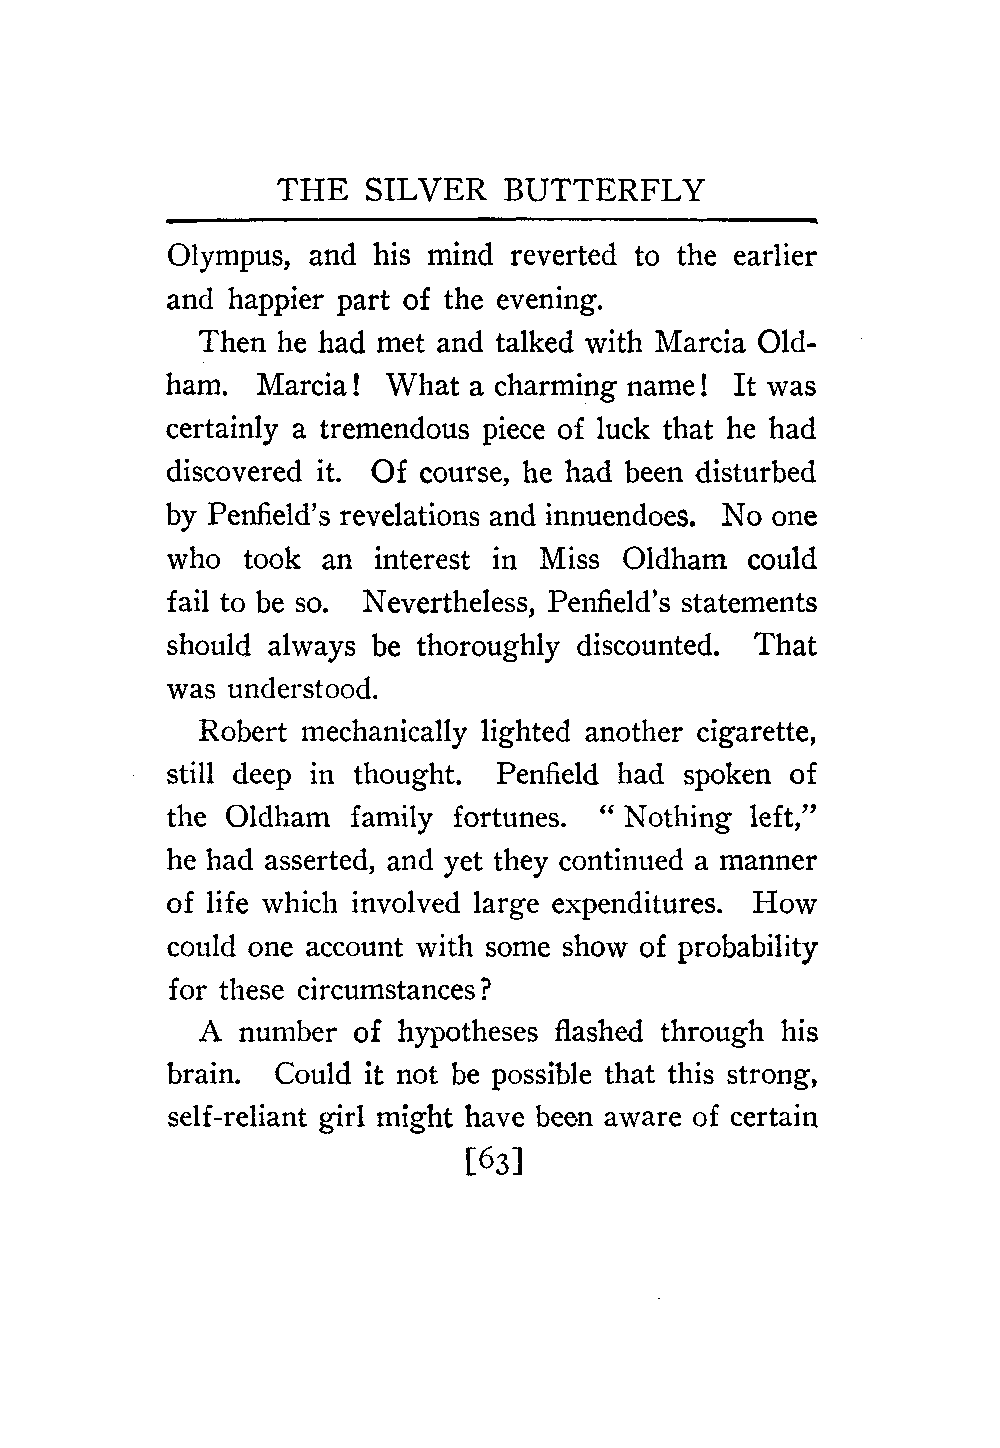 THE SILVER BUTTERFLY
Olympus, and his mind reverted to the earlier
and happier part of the evening.
Then he had met and talked with Marcia Old-
ham. Marcia! What a charming name! It was
certainly a tremendous piece of luck that he had
discovered it. Of course, he had been disturbed
by Penfield's revelations and innuendoes. No one
who took an interest in Miss Oldham could
fail to be so. Nevertheless, Penfield's statements
should always be thoroughly discounted. That
was understood.
Robert mechanically lighted another cigarette,
still deep in thought. Penfield had spoken of
the Oldham family fortunes. “Nothing left,”
he had asserted, and yet they continued a manner
of life which involved large expenditures. How
could one account with some show of probability
for these circumstances?
A number of hypotheses flashed through his
brain. Could it not be possible that this strong,
self-reliant girl might have been aware of certain
[63]